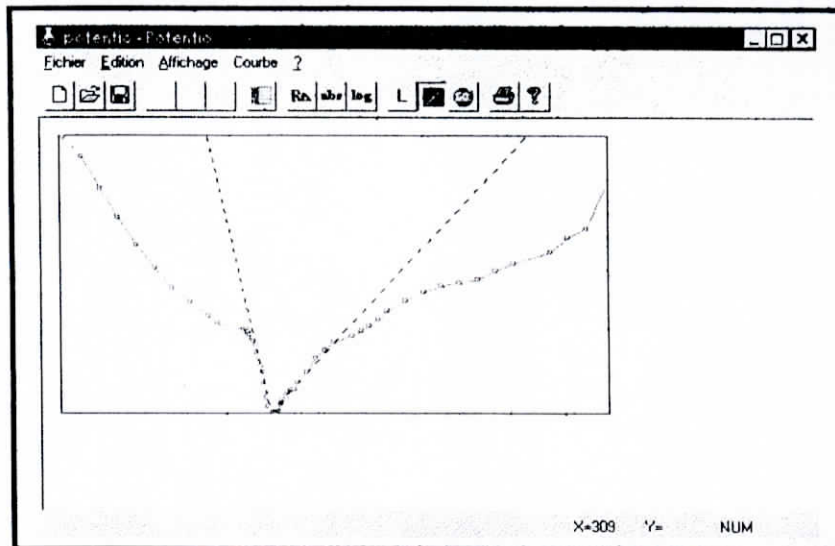 potentio - Potentio
Fichier Edition Affichage Courbe ?
Rn abs log L ?
X=309 Y= NUM